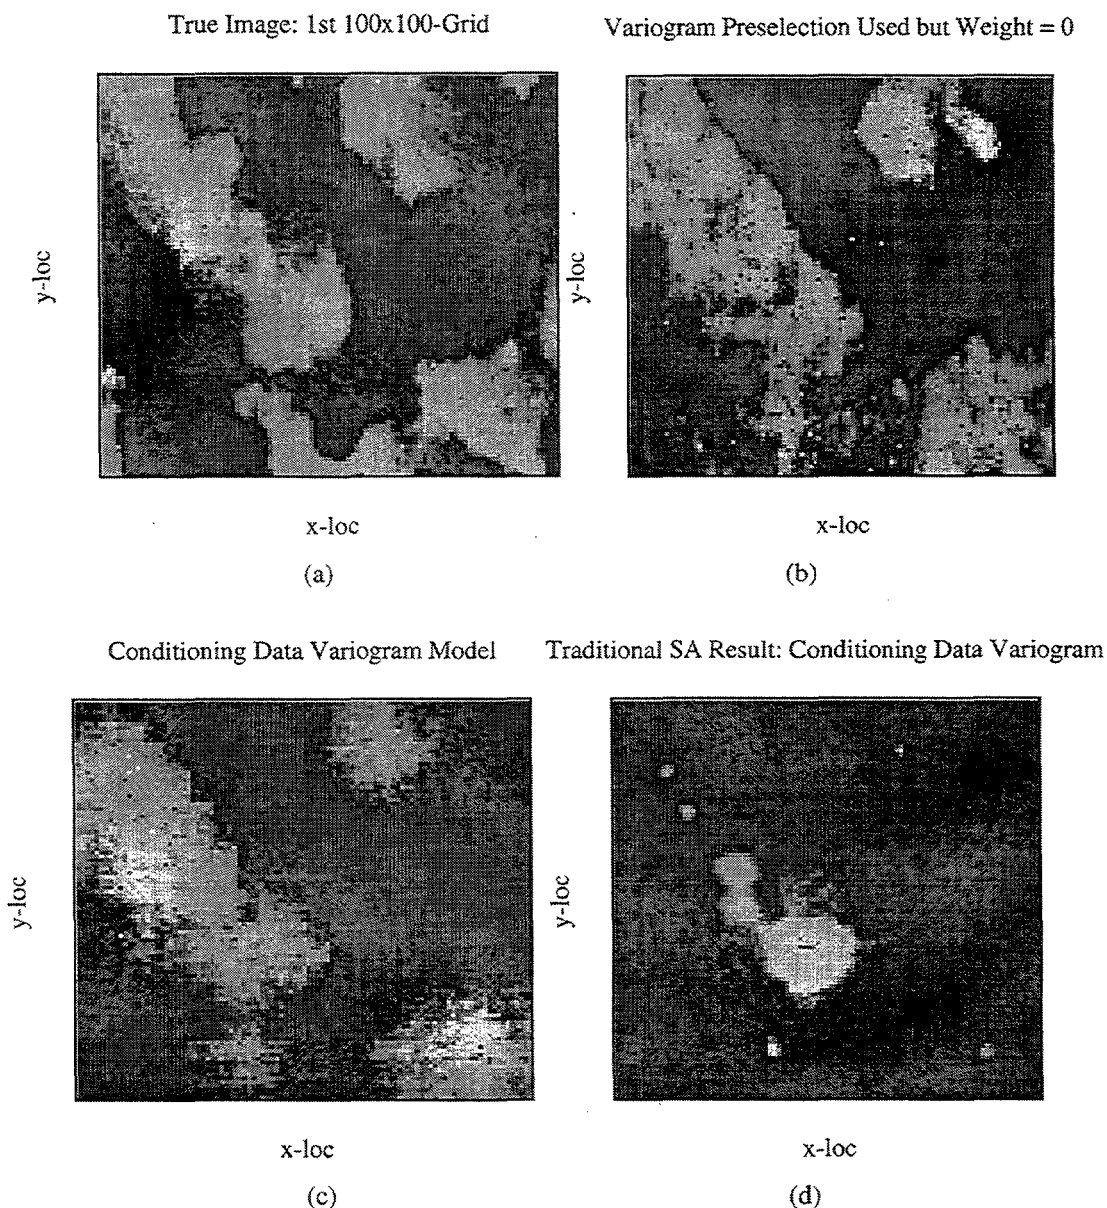 True Image: 1st 100x100-Grid
Variogram Preselection Used but Weight = 0
y-loc
y-loc
x-loc
x-loc
(a)
(b)
Conditioning Data Variogram Model
Traditional SA Result: Conditioning Data Variogram
y-loc
y-loc
x-loc
x-loc
(c)
(d)